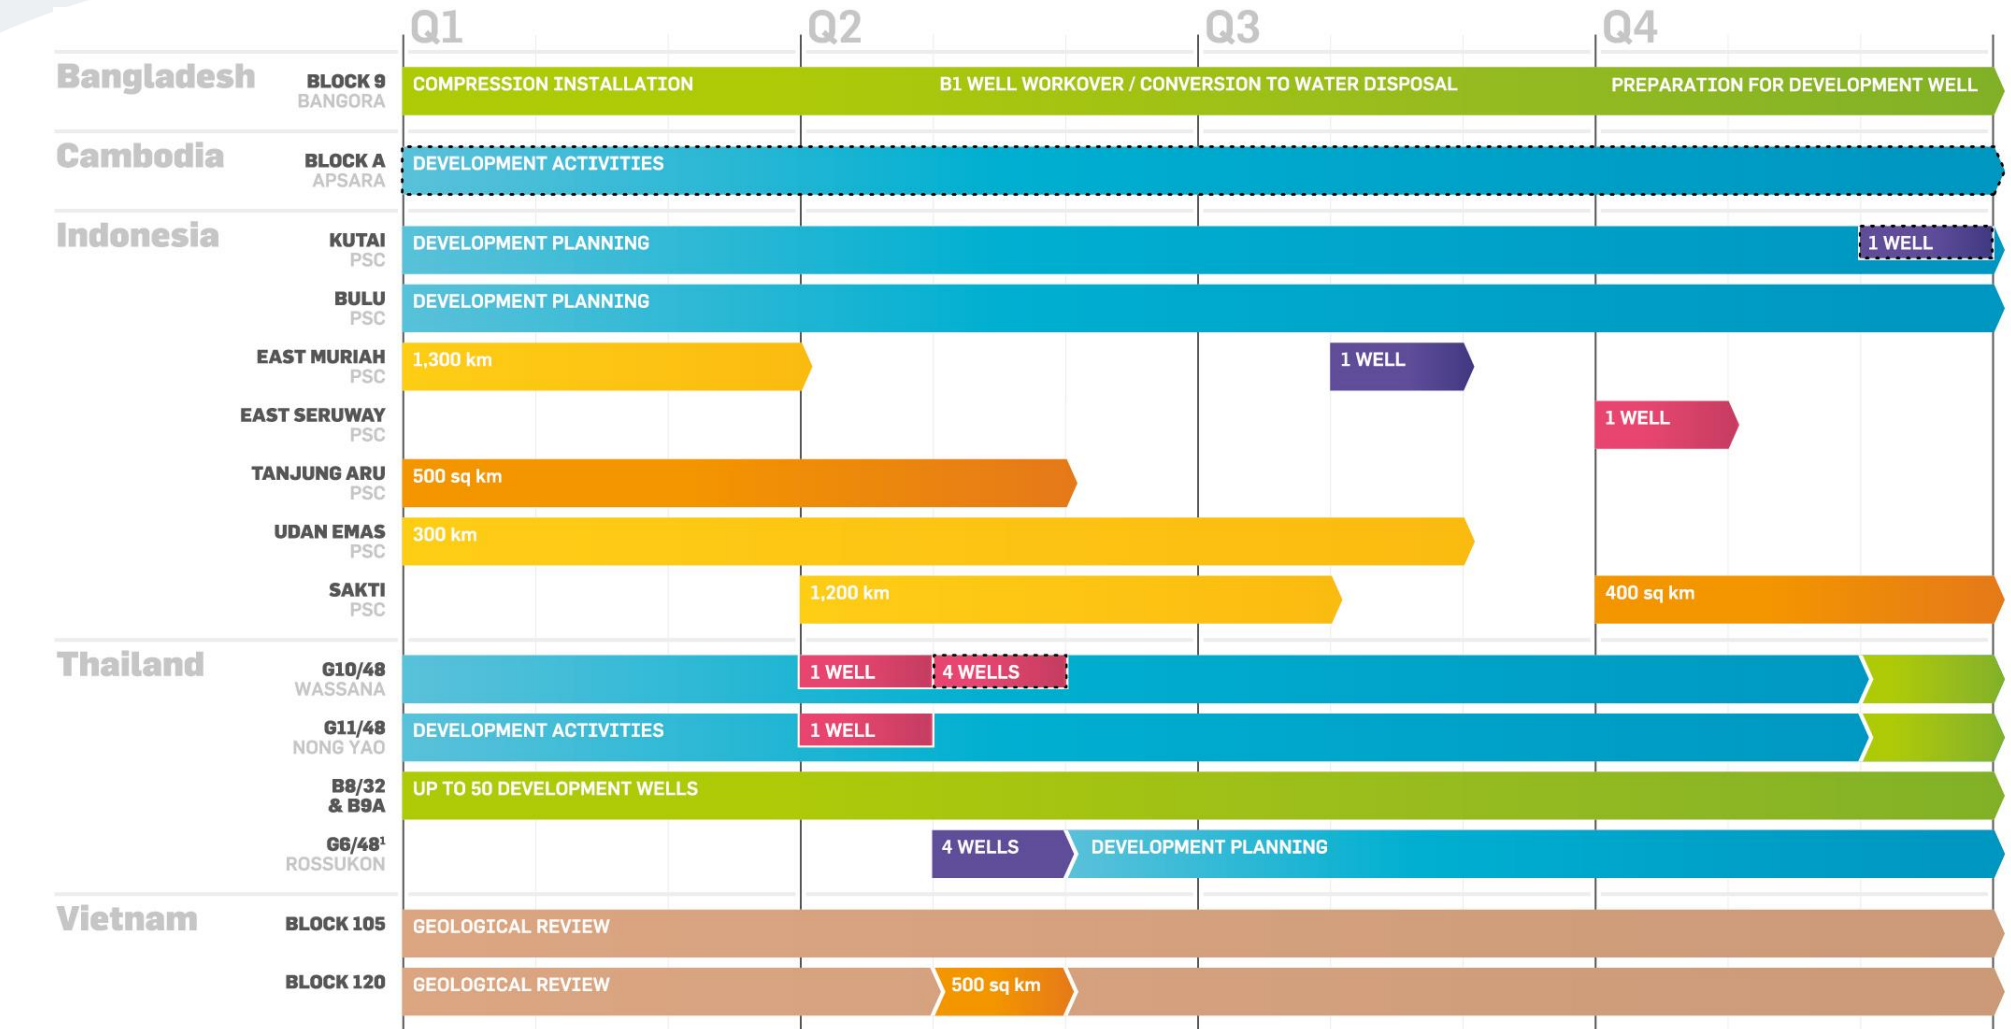 Q1 Q2 Q3 Q4
Bangladesh
BLOCK 9
BANGORA
COMPRESSION INSTALLATION B1 WELL WORKOVER / CONVERSION TO WATER DISPOSAL PREPARATION FOR DEVELOPMENT WELL
Cambodia
BLOCK A
APSARA
DEVELOPMENT ACTIVITIES
Indonesia
KUTAI
PSC
DEVELOPMENT PLANNING 1 WELL
BULU
PSC
DEVELOPMENT PLANNING
EAST MURIAH
PSC
1,300 km 1 WELL
EAST SERUWAY
PSC
1 WELL
TANJUNG ARU
PSC
500 sq km
UDAN EMAS
PSC
300 km
SAKTI
PSC
1,200 km 400 sq km
Thailand
G10/48
WASSANA
1 WELL 4 WELLS
G11/48
NONG YAO
DEVELOPMENT ACTIVITIES 1 WELL
B8/32
& B9A
UP TO 50 DEVELOPMENT WELLS
G6/48¹
ROSSUKON
4 WELLS DEVELOPMENT PLANNING
Vietnam
BLOCK 105
GEOLOGICAL REVIEW
BLOCK 120
GEOLOGICAL REVIEW 500 sq km